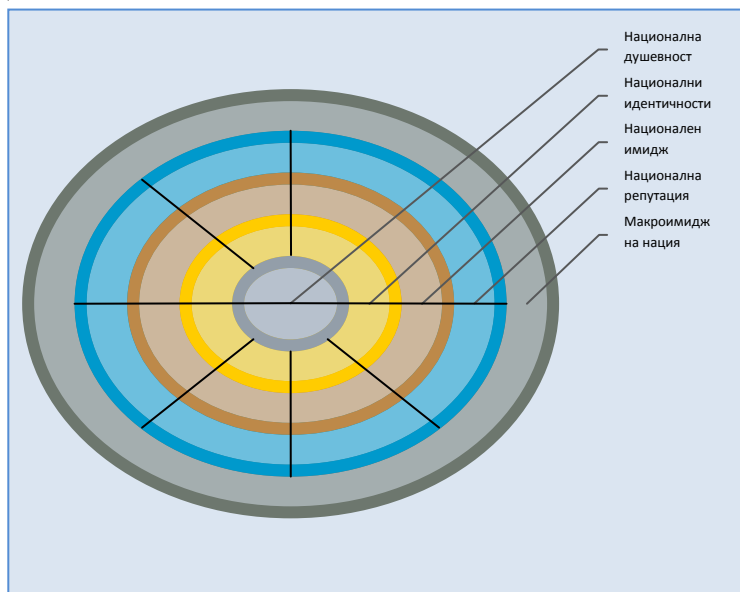 Национална
душевност
Национални
идентичности
Национален
имидж
Национална
репутация
Макроимидж
на нация